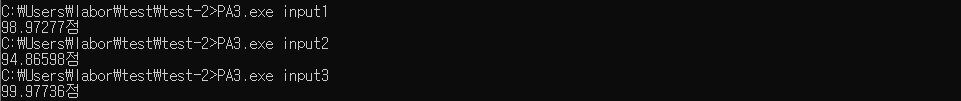 C:₩Users₩labor₩test₩test-2>PA3.exe input1
98.97277점
C:₩Users₩labor₩test₩test-2>PA3.exe input2
94.86598점
C:₩Users₩labor₩test₩test-2>PA3.exe input3
99.97736점